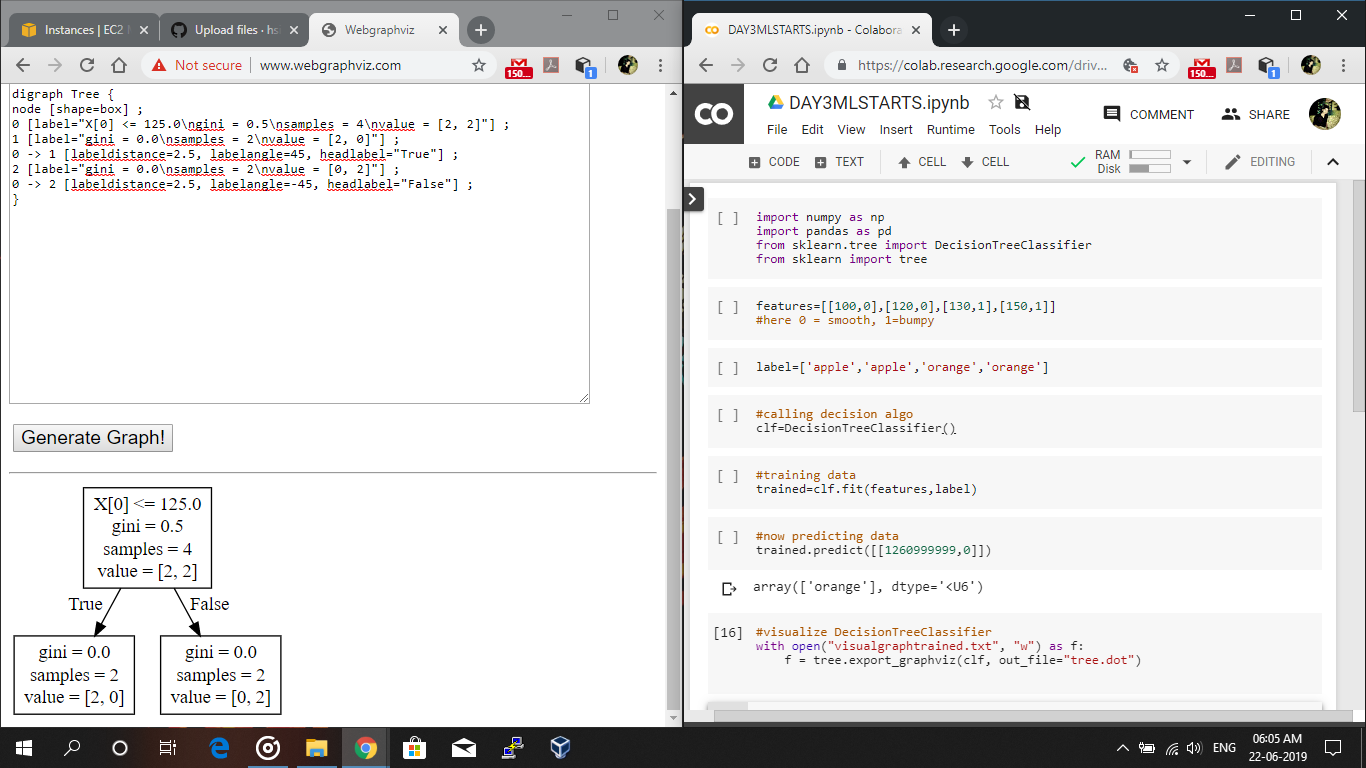 Instances | EC2
Upload files · hs
Webgraphviz
Not secure | www.webgraphviz.com
150...
1
digraph Tree {
node [shape=box] ;
0 [label="X[0] <= 125.0\ngini = 0.5\nsamples = 4\nvalue = [2, 2]"] ;
1 [label="gini = 0.0\nsamples = 2\nvalue = [2, 0]"] ;
0 -> 1 [labeldistance=2.5, labelangle=45, headlabel="True"] ;
2 [label="gini = 0.0\nsamples = 2\nvalue = [0, 2]"] ;
0 -> 2 [labeldistance=2.5, labelangle=-45, headlabel="False"] ;
}
Generate Graph!
X[0] <= 125.0
gini = 0.5
samples = 4
value = [2, 2]
True
False
gini = 0.0
samples = 2
value = [2, 0]
gini = 0.0
samples = 2
value = [0, 2]
DAY3MLSTARTS.ipynb - Colabora
https://colab.research.google.com/driv...
150...
1
CO
DAY3MLSTARTS.ipynb
File Edit View Insert Runtime Tools Help
COMMENT
SHARE
CODE TEXT CELL CELL
RAM
Disk
EDITING
[ ] import numpy as np
import pandas as pd
from sklearn.tree import DecisionTreeClassifier
from sklearn import tree
[ ] features=[[100,0],[120,0],[130,1],[150,1]]
#here 0 = smooth, 1=bumpy
[ ] label=['apple','apple','orange','orange']
[ ] #calling decision algo
clf=DecisionTreeClassifier()
[ ] #training data
trained=clf.fit(features,label)
[ ] #now predicting data
trained.predict([[1260999999,0]])
array(['orange'], dtype='<U6')
[16] #visualize DecisionTreeClassifier
with open("visualgraphtrained.txt", "w") as f:
f = tree.export_graphviz(clf, out_file="tree.dot")
ENG
06:05 AM
22-06-2019